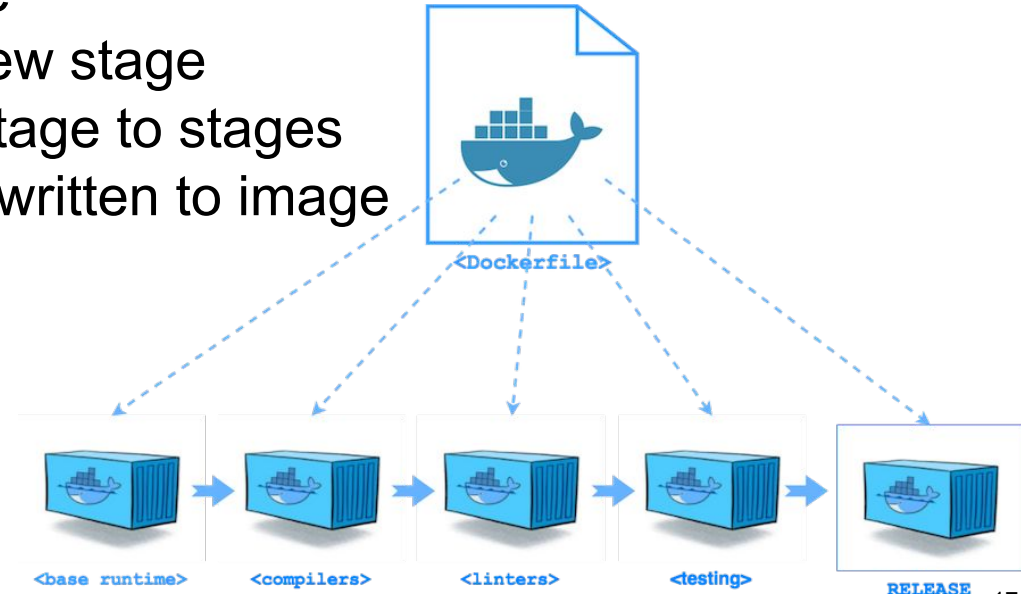 ew stage
tage to stages
written to image
<Dockerfile>
<base runtime>
<compilers>
<linters>
<testing>
RELEASE